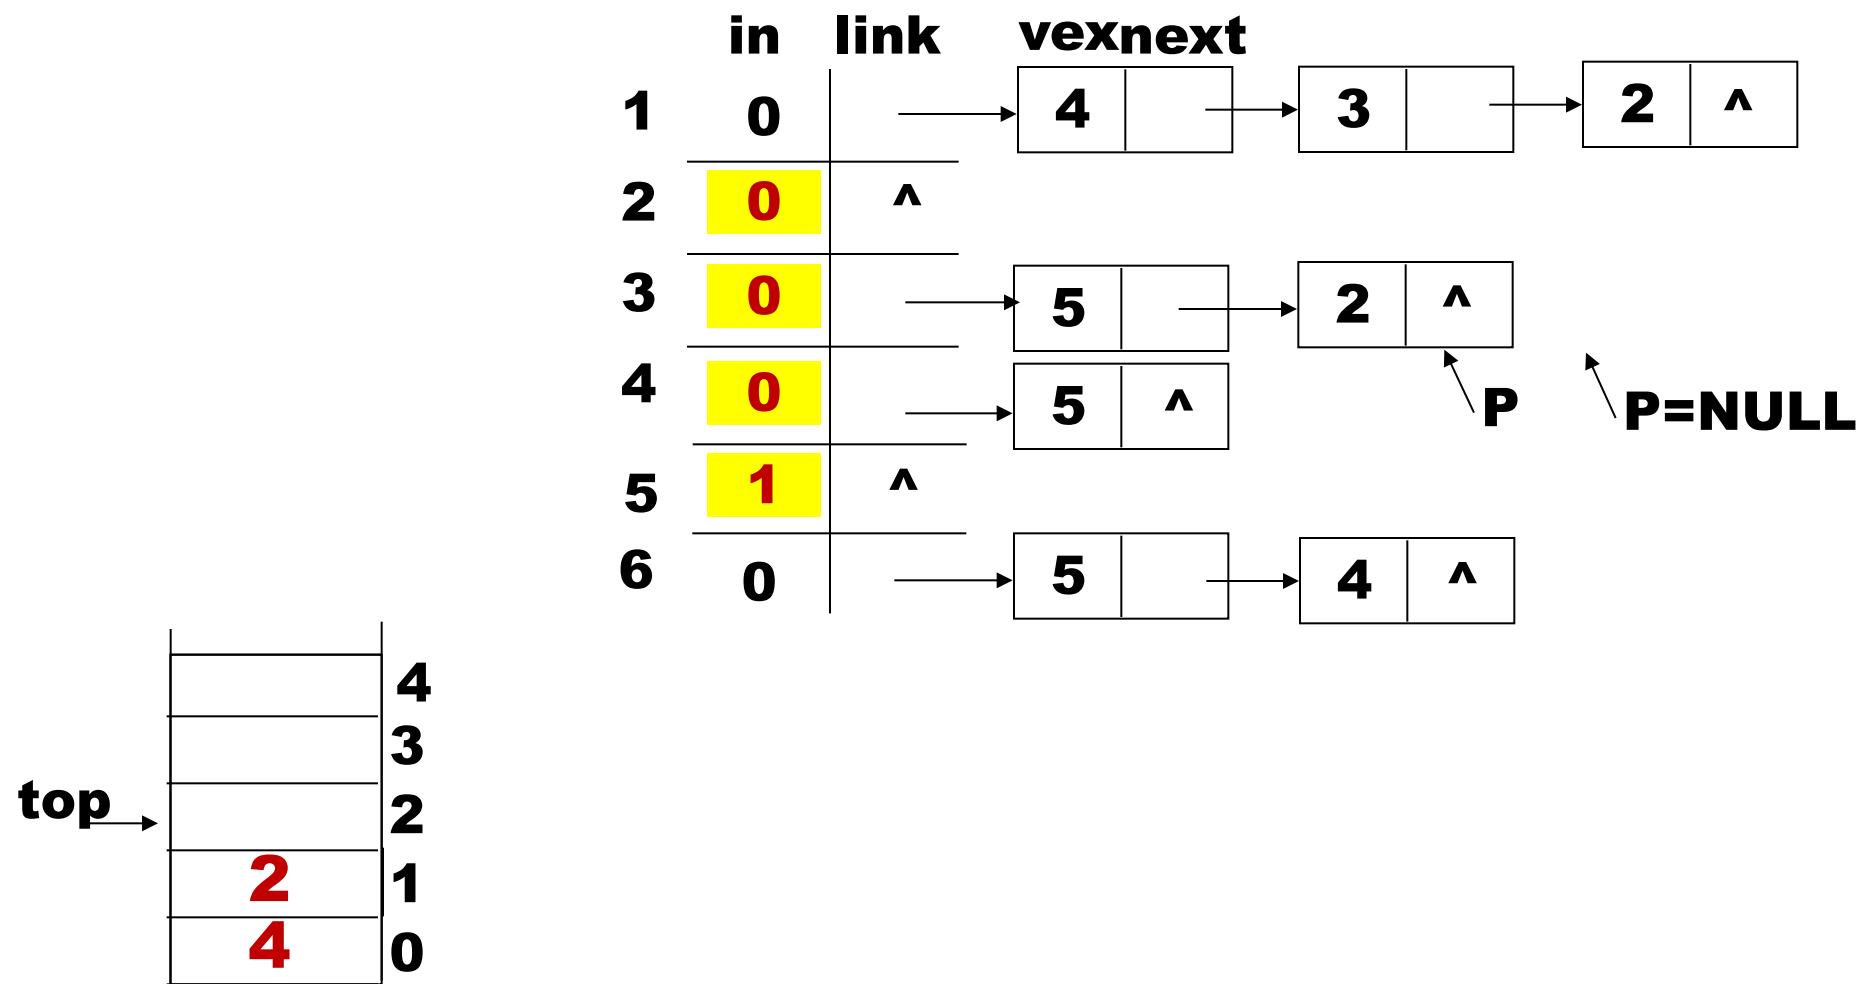 in link vexnext
1 0 4 3 2 ^
2 0 ^
3 0 5 2 ^
4 0 5 ^ P P=NULL
5 1 ^
6 0 5 4 ^
4
3
top 2
2 1
4 0